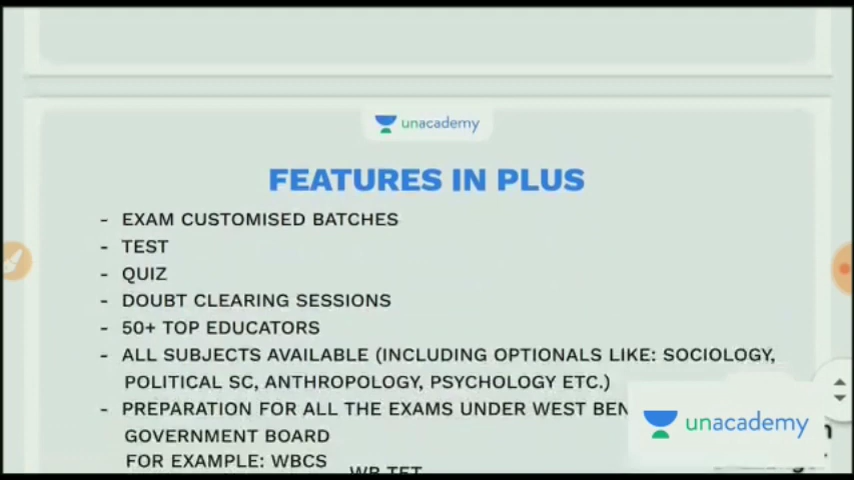 unacademy
FEATURES IN PLUS
- EXAM CUSTOMISED BATCHES
- TEST
- QUIZ
- DOUBT CLEARING SESSIONS
- 50+ TOP EDUCATORS
- ALL SUBJECTS AVAILABLE (INCLUDING OPTIONALS LIKE: SOCIOLOGY,
POLITICAL SC, ANTHROPOLOGY, PSYCHOLOGY ETC.)
- PREPARATION FOR ALL THE EXAMS UNDER WEST BEN
unacademy
GOVERNMENT BOARD
FOR EXAMPLE: WBCS
WB TET